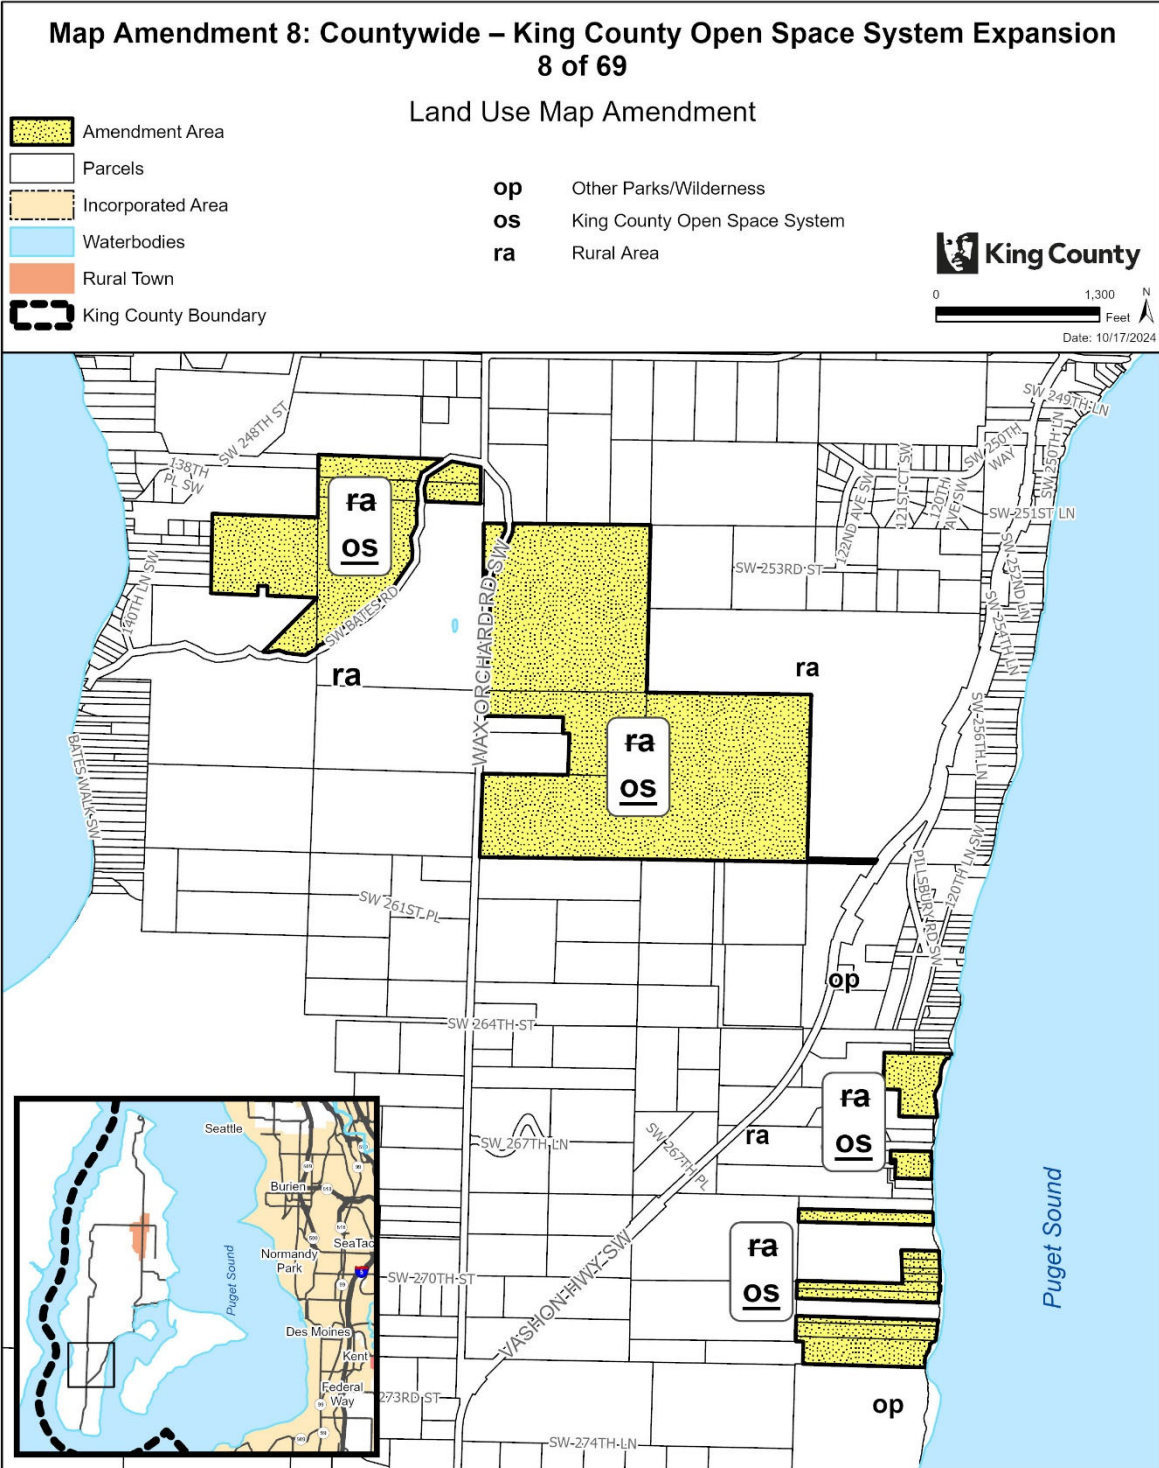 Map Amendment 8: Countywide – King County Open Space System Expansion
8 of 69
Land Use Map Amendment
Amendment Area
Parcels
Incorporated Area
Waterbodies
Rural Town
King County Boundary
op Other Parks/Wilderness
os King County Open Space System
ra Rural Area
King County
0 1,300
Feet
N
Date: 10/17/2024
SW 249TH LN
SW 248TH ST
SW 250TH
WAY
SW 250TH LN
138TH
PL SW
121ST CT SW
120TH
AVE SW
122ND AVE SW
SW 251ST LN
ra
os
SW 252ND LN
SW 253RD ST
140TH LN SW
SW BATES RD
WAX ORCHARD RD SW
SW 254TH LN
ra
ra
SW 256TH LN
BATES WALK SW
ra
os
PILLSBURY RD SW
120TH LN SW
SW 261ST PL
op
SW 264TH ST
ra
os
ra
SW 267TH LN
SW 267TH PL
Puget Sound
ra
os
VASHON HWY SW
SW 270TH ST
273RD ST
op
SW 274TH LN
Seattle
Burien
Normandy
Park
SeaTac
Puget Sound
Des Moines
Kent
Federal
Way